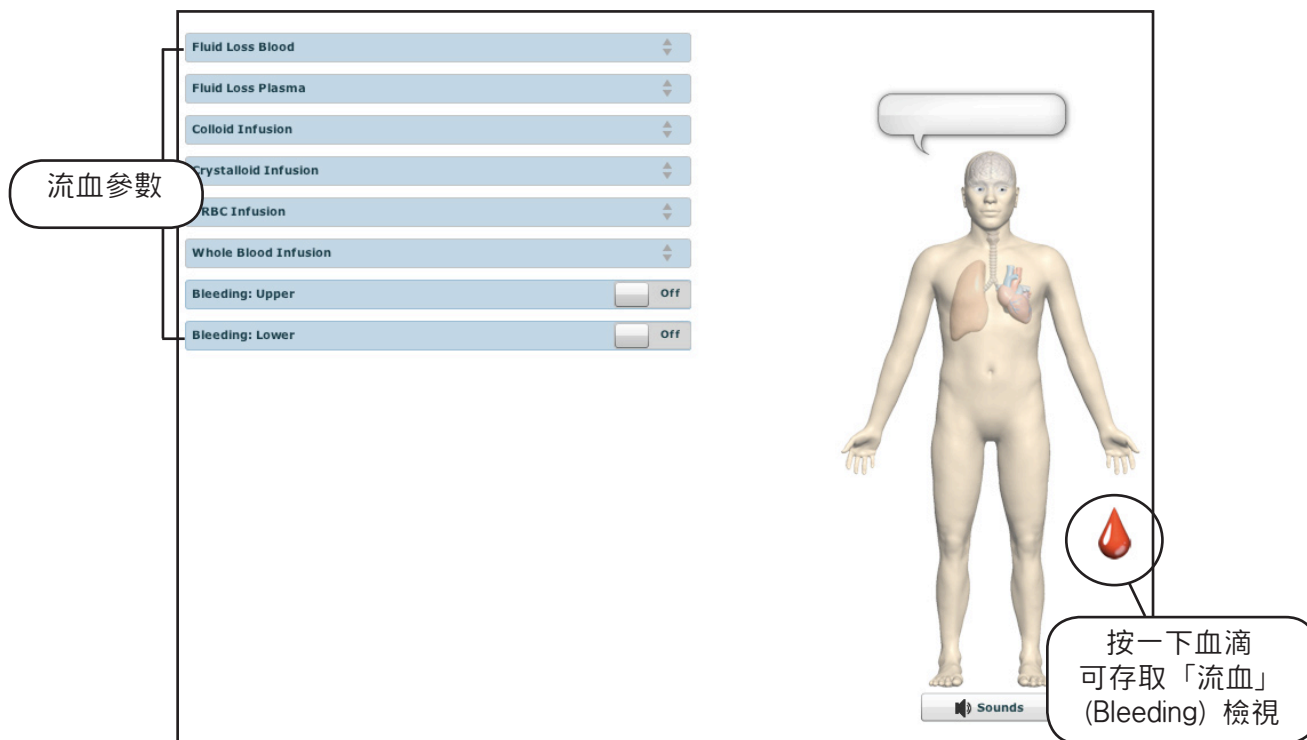 Fluid Loss Blood
Fluid Loss Plasma
Colloid Infusion
Crystalloid Infusion
RBC Infusion
Whole Blood Infusion
Bleeding: Upper Off
Bleeding: Lower Off
流血參數
Sounds
按一下血滴
可存取「流血」
(Bleeding) 檢視